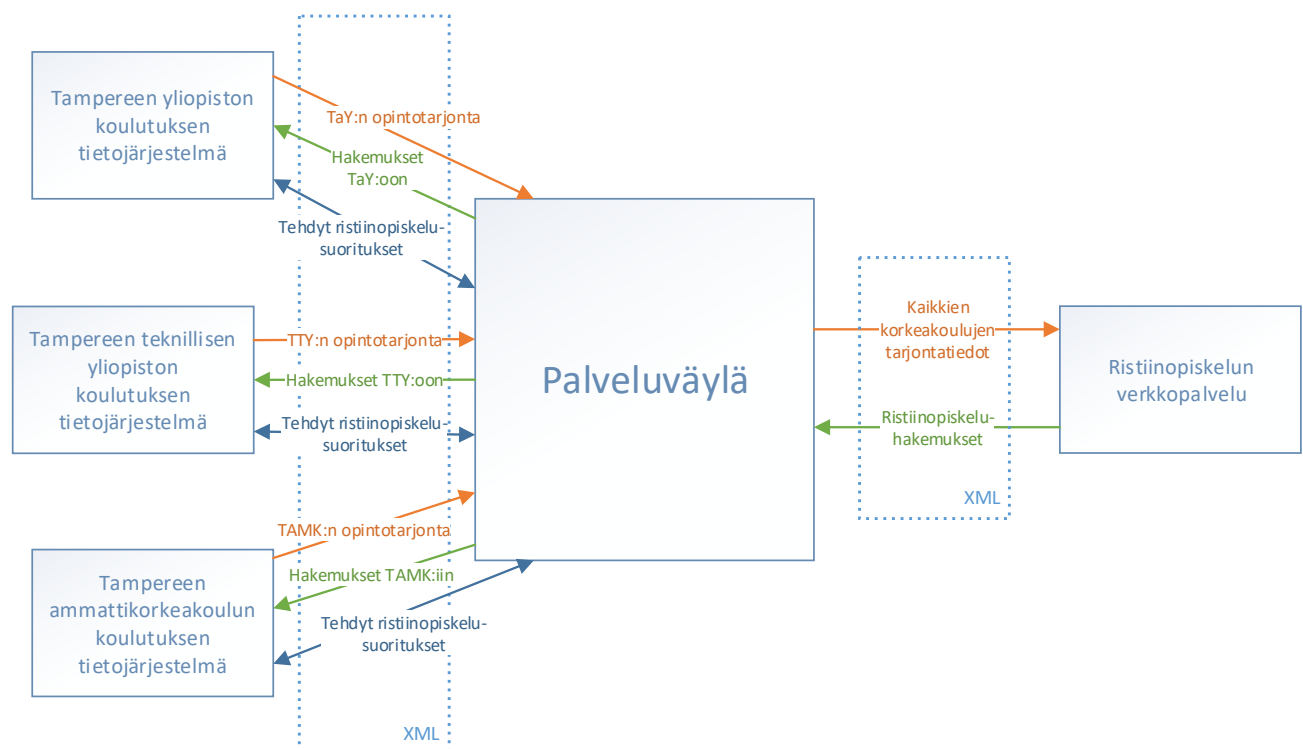 Tampereen yliopiston
koulutuksen
tietojärjestelmä
TaY:n opintotarjonta
Hakemukset
TaY:oon
Tehdyt ristiinopiskelu-
suoritukset
Tampereen teknillisen
yliopiston
koulutuksen
tietojärjestelmä
TTY:n opintotarjonta
Hakemukset TTY:oon
Tehdyt ristiinopiskelu-
suoritukset
Tampereen
ammattikorkeakoulun
koulutuksen
tietojärjestelmä
TAMK:n opintotarjonta
Hakemukset TAMK:iin
Tehdyt ristiinopiskelu-
suoritukset
XML
Palveluväylä
Kaikkien
korkeakoulujen
tarjontatiedot
Ristiinopiskelu-
hakemukset
XML
Ristiinopiskelun
verkkopalvelu